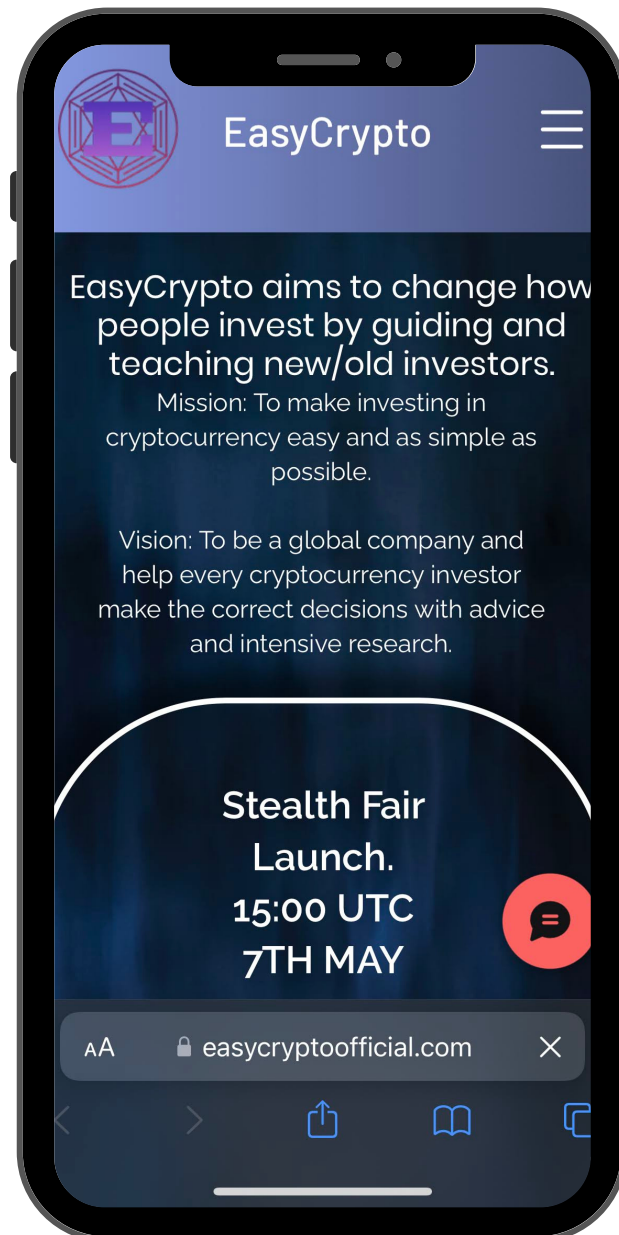 E
EasyCrypto
EasyCrypto aims to change how
people invest by guiding and
teaching new/old investors.
Mission: To make investing in
cryptocurrency easy and as simple as
possible.
Vision: To be a global company and
help every cryptocurrency investor
make the correct decisions with advice
and intensive research.
Stealth Fair
Launch.
15:00 UTC
7TH MAY
AA easycryptoofficial.com